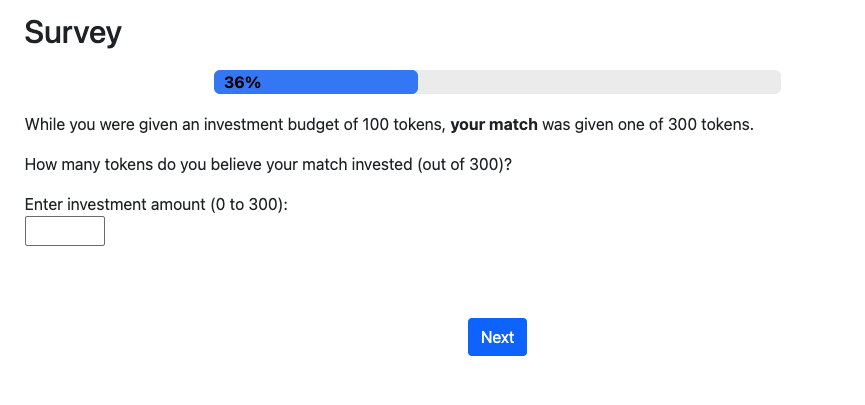 Survey
36%
While you were given an investment budget of 100 tokens, your match was given one of 300 tokens.
How many tokens do you believe your match invested (out of 300)?
Enter investment amount (0 to 300):
Next